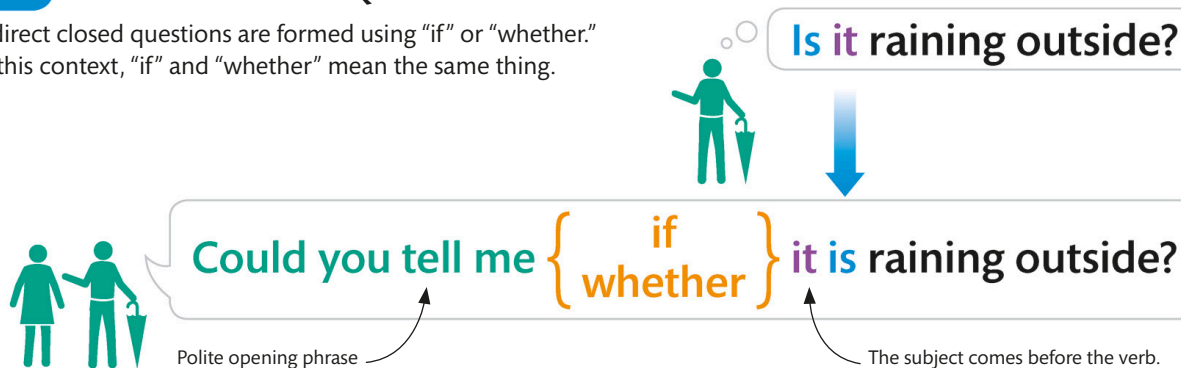 direct closed questions are formed using “if” or “whether.”
this context, “if” and “whether” mean the same thing.
Is it raining outside?
Could you tell me { if / whether } it is raining outside?
Polite opening phrase
The subject comes before the verb.